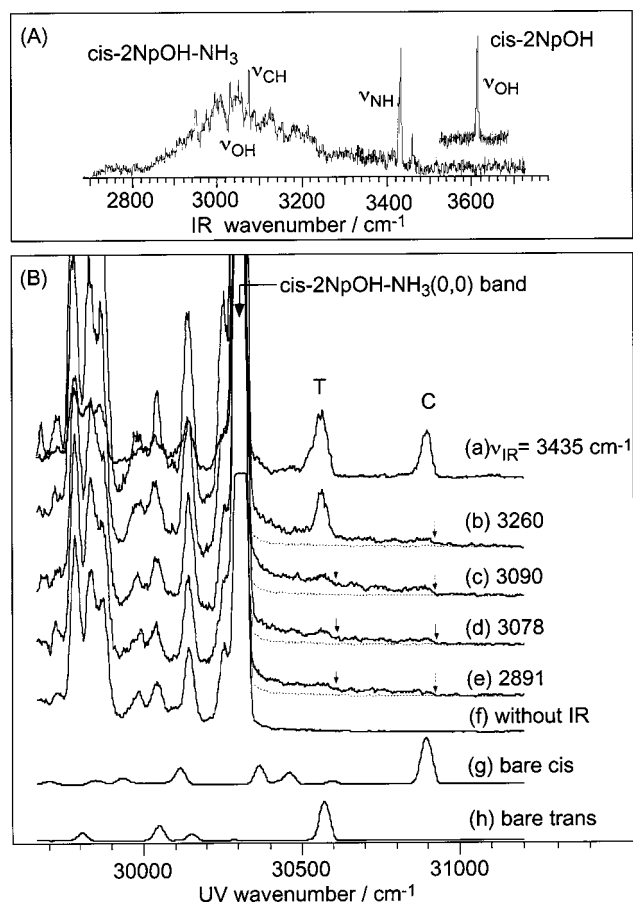 (A)
cis-2NpOH-NH₃
cis-2NpOH
νCH
νOH
νNH
νOH
2800 3000 3200 3400 3600
IR wavenumber / cm⁻¹
(B)
cis-2NpOH-NH₃(0,0) band
T
C
(a)νIR= 3435 cm⁻¹
(b) 3260
(c) 3090
(d) 3078
(e) 2891
(f) without IR
(g) bare cis
(h) bare trans
30000 30500 31000
UV wavenumber / cm⁻¹